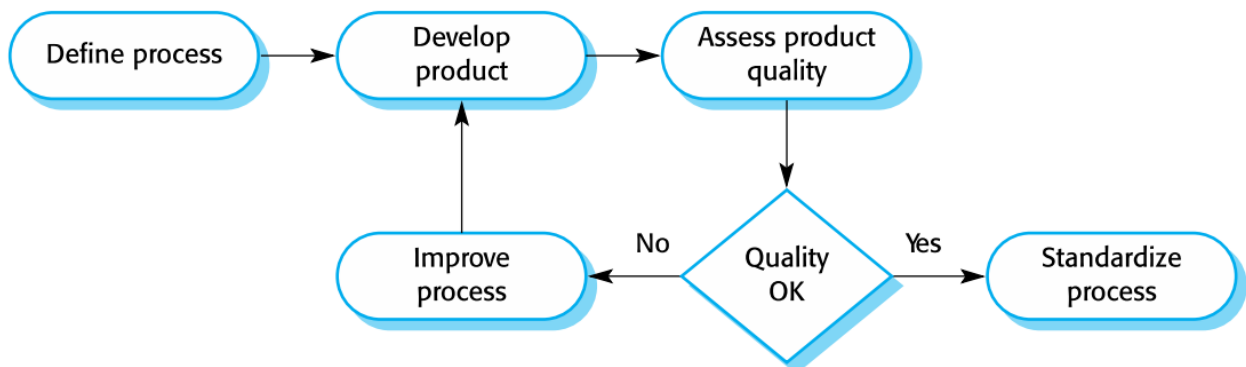 Define process
Develop
product
Assess product
quality
Improve
process
No
Quality
OK
Yes
Standardize
process